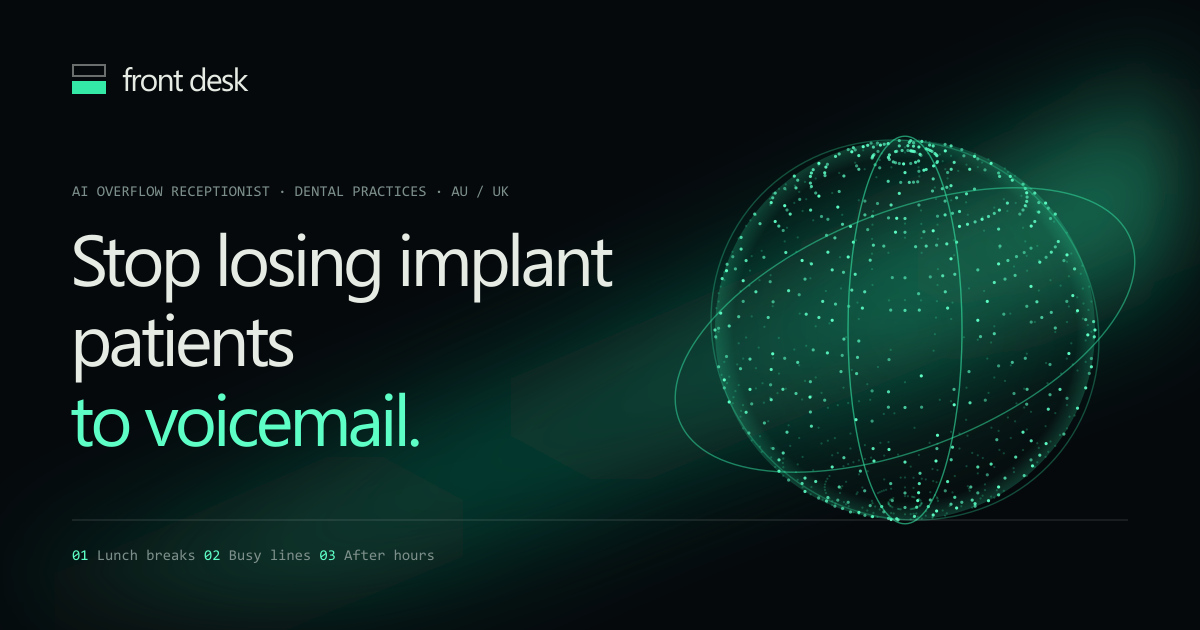 front desk
AI OVERFLOW RECEPTIONIST · DENTAL PRACTICES · AU / UK
Stop losing implant
patients
to voicemail.
01 Lunch breaks 02 Busy lines 03 After hours